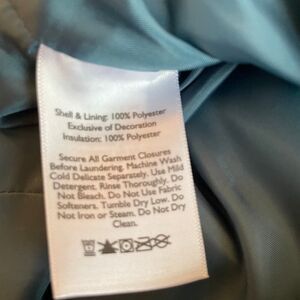 Shell & Lining: 100% Polyester
Exclusive of Decoration
Insulation: 100% Polyester
Secure All Garment Closures
Before Laundering. Machine Wash
Cold Delicate Separately. Use Mild
Detergent. Rinse Thoroughly. Do
Not Bleach. Do Not Use Fabric
Softeners. Tumble Dry Low. Do
Not Iron or Steam. Do Not Dry
Clean.